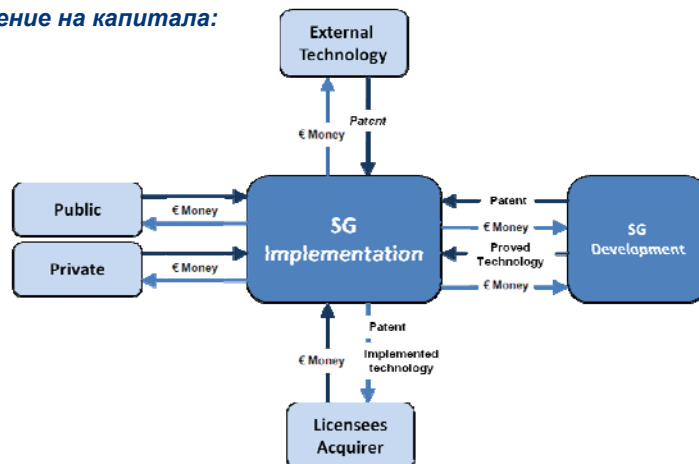 ение на капитала:
External
Technology
Patent
€ Money
Public
€ Money
Private
€ Money
SG
Implementation
Patent
€ Money
Proved
Technology
€ Money
SG
Development
Patent
€ Money
Implemented
technology
Licensees
Acquirer